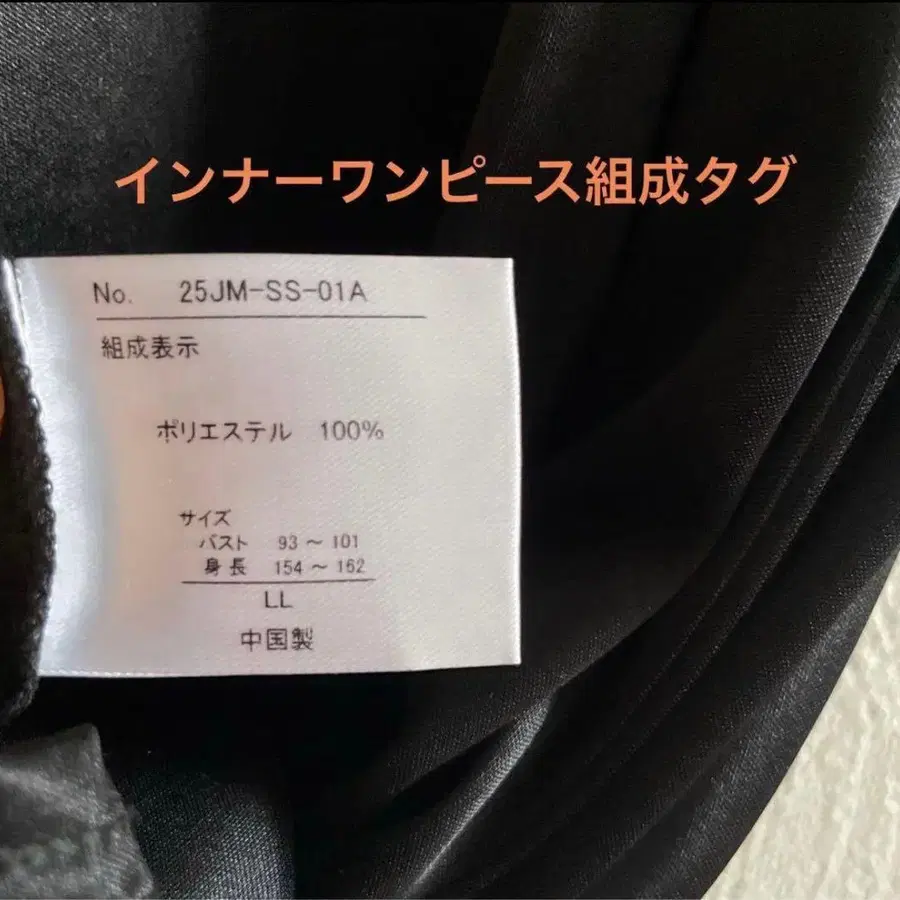 インナーワンピース組成タグ
No. 25JM-SS-01A
組成表示
ポリエステル 100%
サイズ
バスト 93 ～ 101
身長 154 ～ 162
LL
中国製